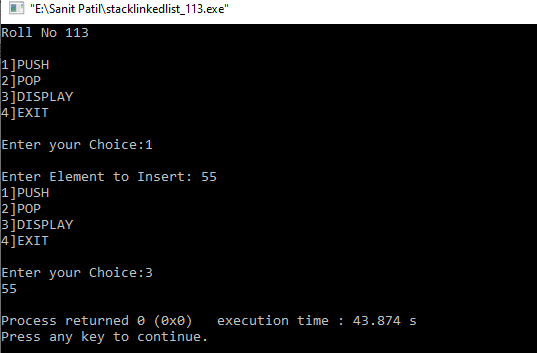 "E:\Sanit Patil\stacklinkedlist_113.exe"
Roll No 113
1]PUSH
2]POP
3]DISPLAY
4]EXIT
Enter your Choice:1
Enter Element to Insert: 55
1]PUSH
2]POP
3]DISPLAY
4]EXIT
Enter your Choice:3
55
Process returned 0 (0x0)   execution time : 43.874 s
Press any key to continue.